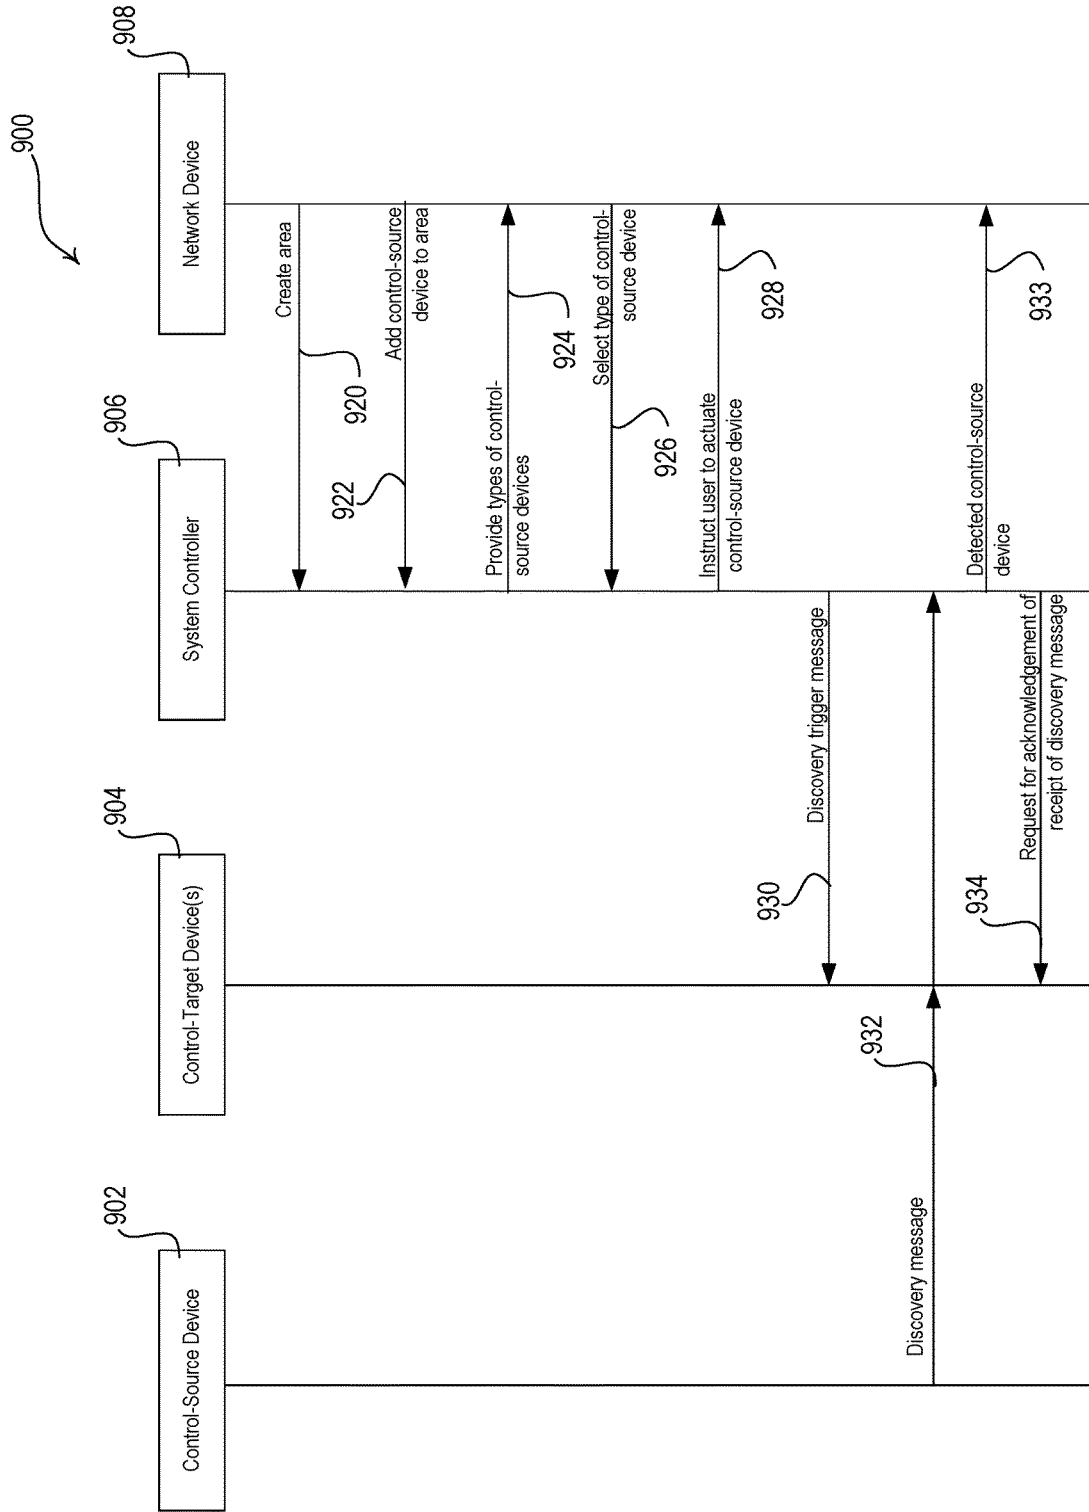 900
902
904
906
908
Control-Source Device
Control-Target Device(s)
System Controller
Network Device
Create area
920
Add control-source
device to area
922
Provide types of control-
source devices
924
Select type of control-
source device
926
Instruct user to actuate
control-source device
928
Discovery trigger message
930
Discovery message
932
Detected control-source
device
933
Request for acknowledgement of
receipt of discovery message
934